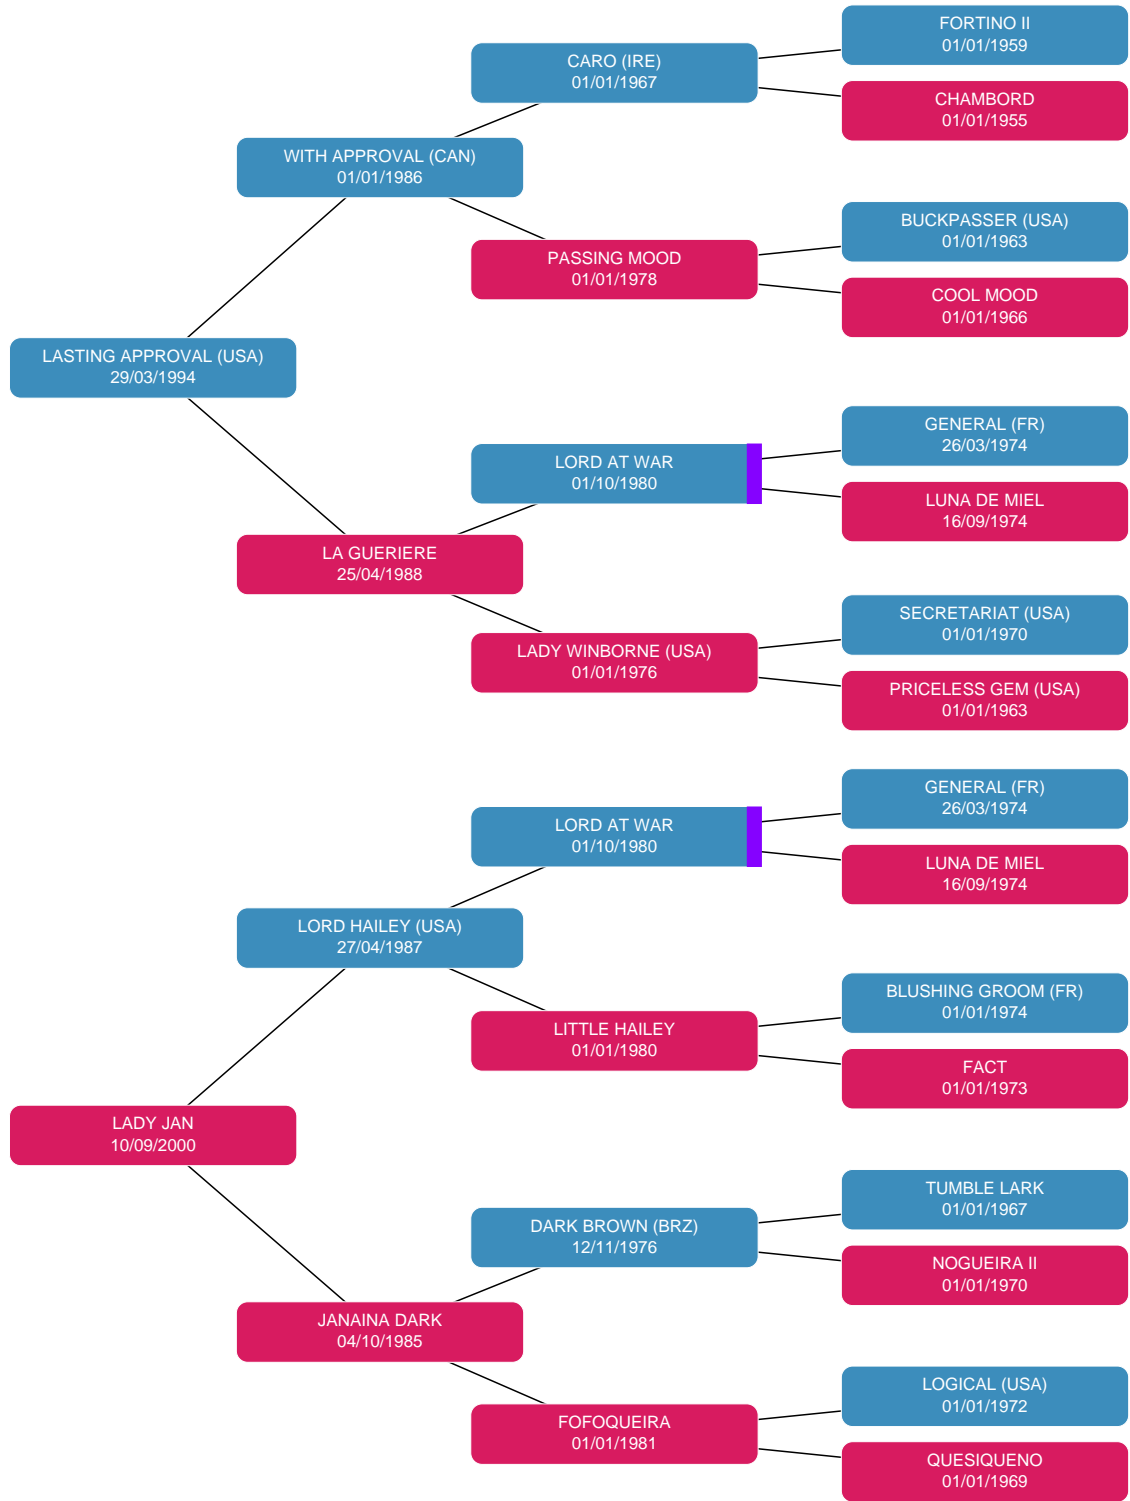 FORTINO II
01/01/1959
CARO (IRE)
01/01/1967
CHAMBORD
01/01/1955
WITH APPROVAL (CAN)
01/01/1986
BUCKPASSER (USA)
01/01/1963
PASSING MOOD
01/01/1978
COOL MOOD
01/01/1966
LASTING APPROVAL (USA)
29/03/1994
GENERAL (FR)
26/03/1974
LORD AT WAR
01/10/1980
LUNA DE MIEL
16/09/1974
LA GUERIERE
25/04/1988
SECRETARIAT (USA)
01/01/1970
LADY WINBORNE (USA)
01/01/1976
PRICELESS GEM (USA)
01/01/1963
GENERAL (FR)
26/03/1974
LORD AT WAR
01/10/1980
LUNA DE MIEL
16/09/1974
LORD HAILEY (USA)
27/04/1987
BLUSHING GROOM (FR)
01/01/1974
LITTLE HAILEY
01/01/1980
FACT
01/01/1973
LADY JAN
10/09/2000
TUMBLE LARK
01/01/1967
DARK BROWN (BRZ)
12/11/1976
NOGUEIRA II
01/01/1970
JANAINA DARK
04/10/1985
LOGICAL (USA)
01/01/1972
FOFOQUEIRA
01/01/1981
QUESIQUENO
01/01/1969